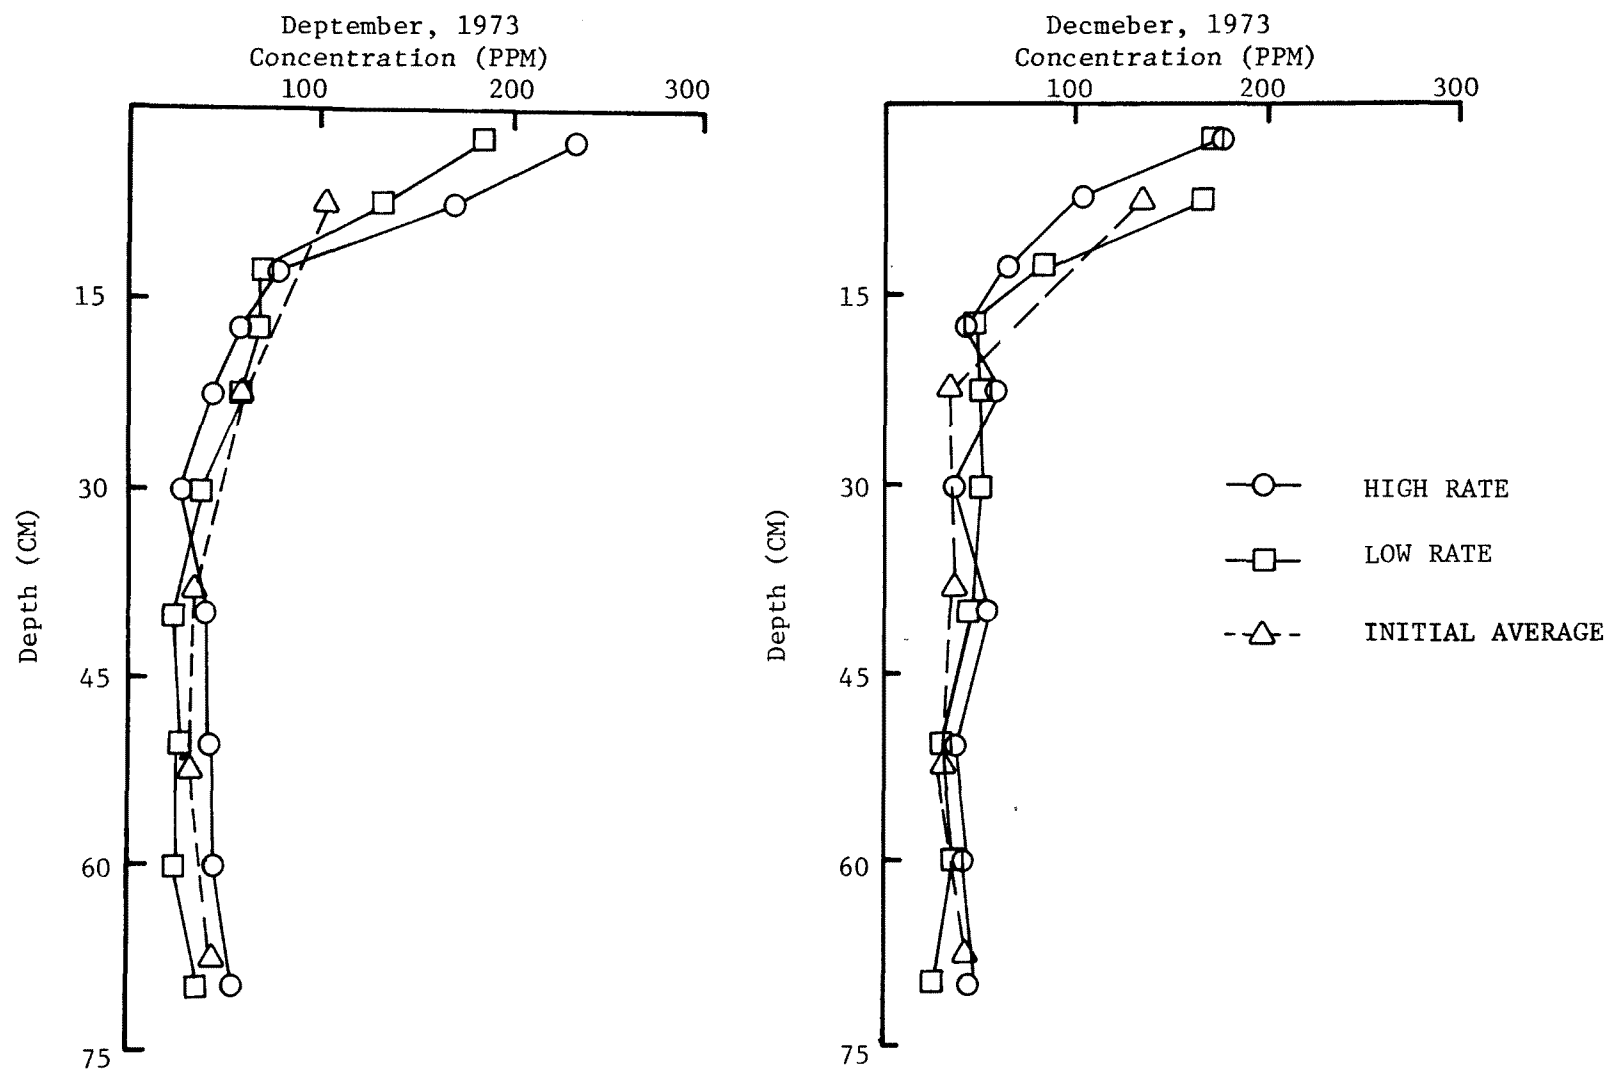 Deptember, 1973
Concentration (PPM)
100 200 300
15
30
45
60
75
Depth (CM)
Decmeber, 1973
Concentration (PPM)
100 200 300
15
30
45
60
75
Depth (CM)
HIGH RATE
LOW RATE
INITIAL AVERAGE